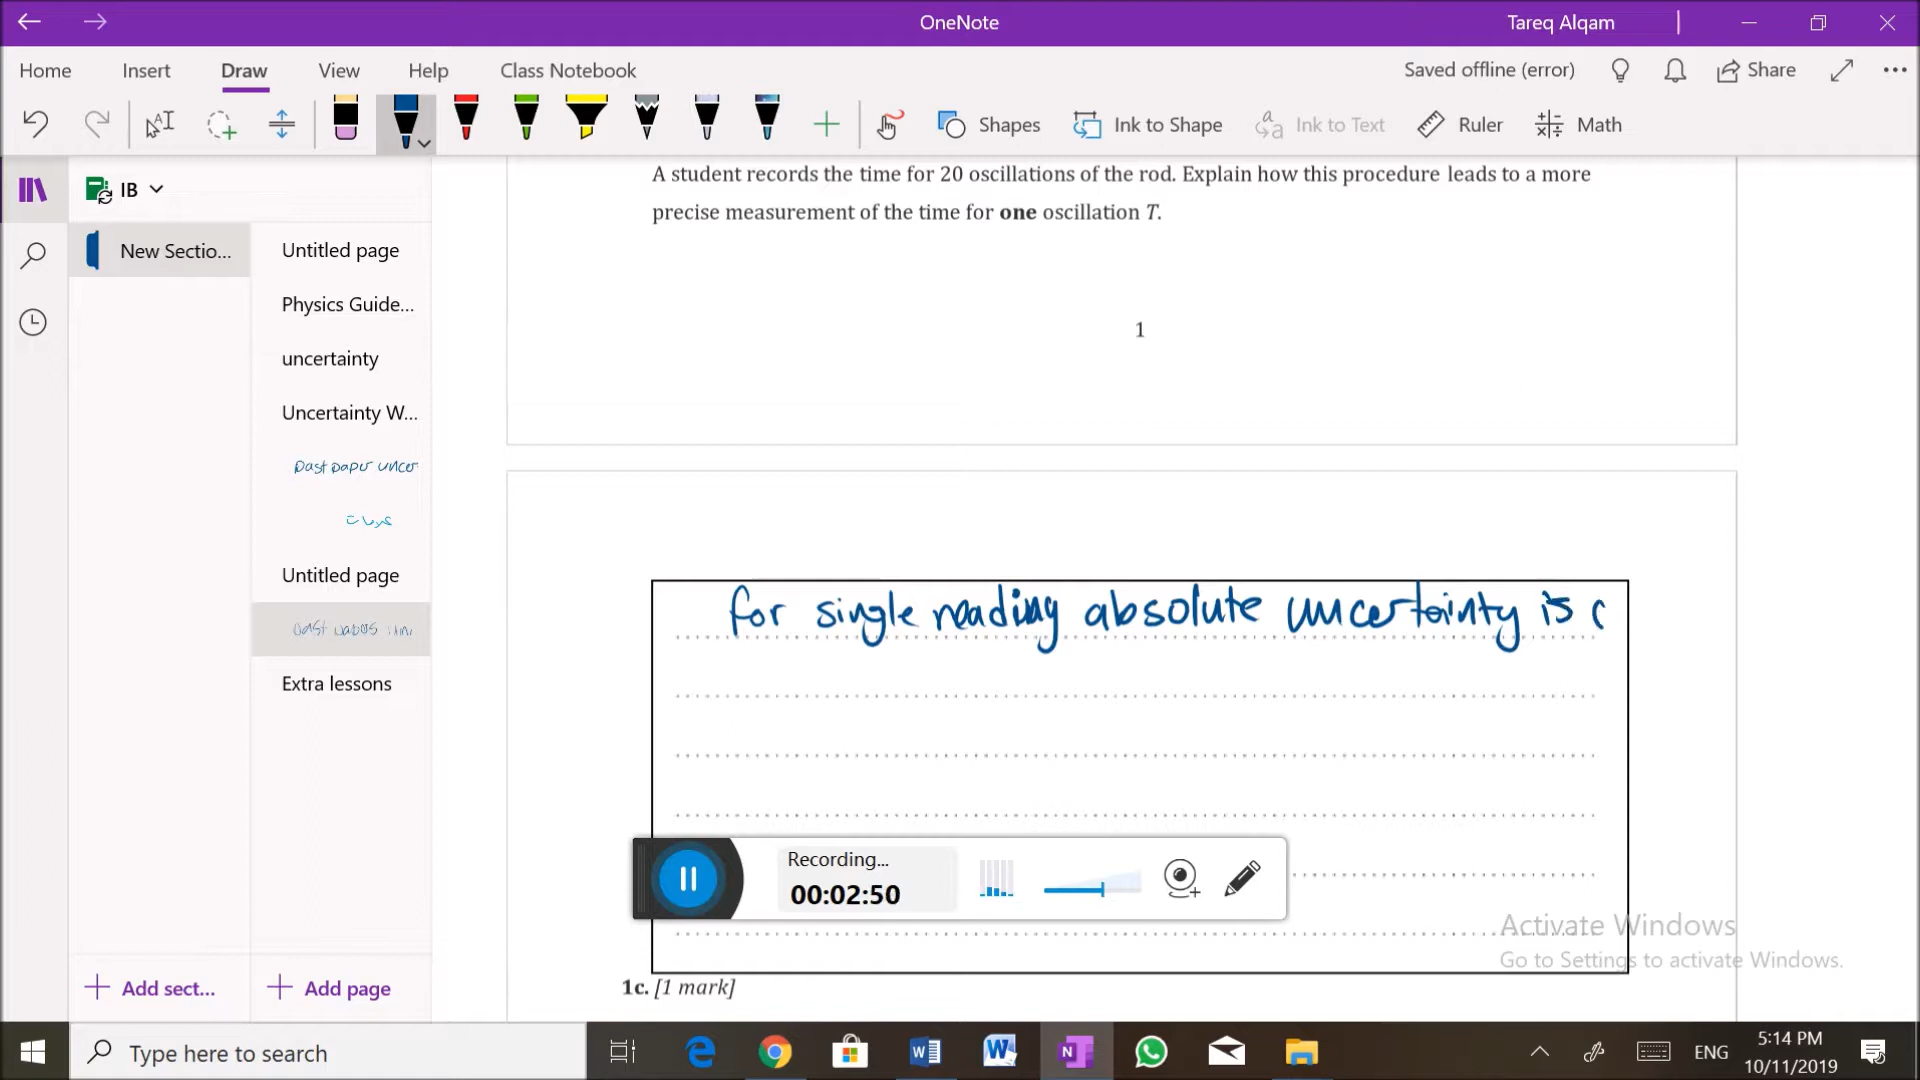 OneNote
Tareq Alqam
Home Insert Draw View Help Class Notebook
Saved offline (error) Share
Shapes Ink to Shape Ink to Text Ruler Math
IB
New Sectio...
Untitled page
Physics Guide...
uncertainty
Uncertainty W...
past paper uncer
Untitled page
Extra lessons
Add sect... Add page
A student records the time for 20 oscillations of the rod. Explain how this procedure leads to a more
precise measurement of the time for one oscillation T.
1
for single reading absolute uncertainty is
Recording...
00:02:50
1c. [1 mark]
Activate Windows
Go to Settings to activate Windows.
Type here to search
ENG
5:14 PM
10/11/2019